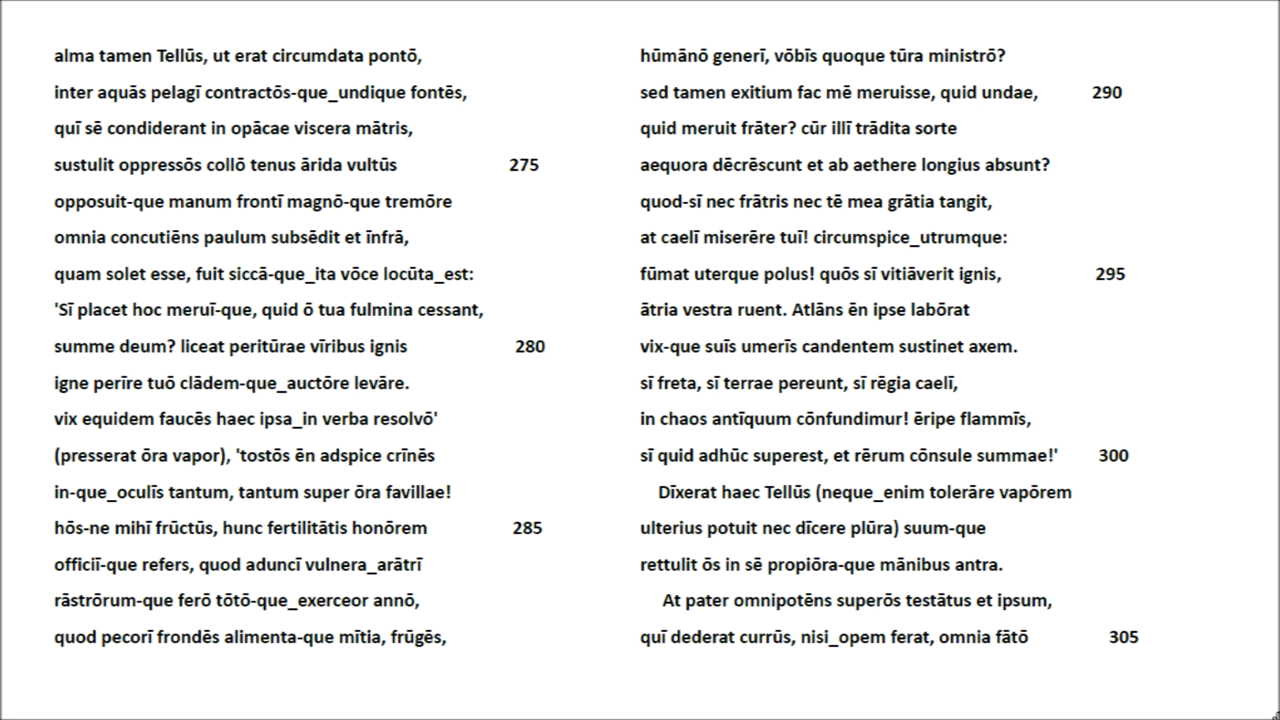 alma tamen Tellūs, ut erat circumdata pontō,
inter aquās pelagī contractōs-que_undique fontēs,
quī sē condiderant in opācae viscera mātris,
sustulit oppressōs collō tenus ārida vultūs 275
opposuit-que manum frontī magnō-que tremōre
omnia concutiēns paulum subsēdit et īnfrā,
quam solet esse, fuit siccā-que_ita vōce locūta_est:
'Sī placet hoc meruī-que, quid ō tua fulmina cessant,
summe deum? liceat peritūrae vīribus ignis 280
igne perīre tuō clādem-que_auctōre levāre.
vix equidem faucēs haec ipsa_in verba resolvō'
(presserat ōra vapor), 'tostōs ēn adspice crīnēs
in-que_oculīs tantum, tantum super ōra favillae!
hōs-ne mihī frūctūs, hunc fertilitātis honōrem 285
officiī-que refers, quod aduncī vulnera_arātrī
rāstrōrum-que ferō tōtō-que_exerceor annō,
quod pecorī frondēs alimenta-que mītia, frūgēs,
hūmānō generī, vōbīs quoque tūra ministrō?
sed tamen exitium fac mē meruisse, quid undae, 290
quid meruit frāter? cūr illī trādita sorte
aequora dēcrēscunt et ab aethere longius absunt?
quod-sī nec frātris nec tē mea grātia tangit,
at caelī miserēre tuī! circumspice_utrumque:
fūmat uterque polus! quōs sī vitiāverit ignis, 295
ātria vestra ruent. Atlāns ēn ipse labōrat
vix-que suīs umerīs candentem sustinet axem.
sī freta, sī terrae pereunt, sī rēgia caelī,
in chaos antīquum cōnfundimur! ēripe flammīs,
sī quid adhūc superest, et rērum cōnsule summae!' 300
Dīxerat haec Tellūs (neque_enim tolerāre vapōrem
ulterius potuit nec dīcere plūra) suum-que
rettulit ōs in sē propiōra-que mānibus antra.
At pater omnipotēns superōs testātus et ipsum,
quī dederat currūs, nisi_opem ferat, omnia fātō 305